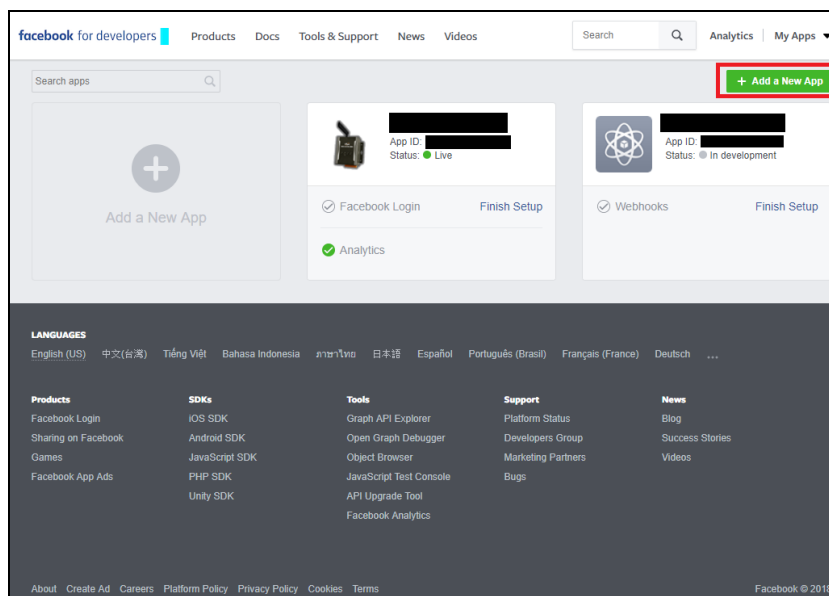 facebook for developers Products Docs Tools & Support News Videos Search Analytics My Apps
Search apps + Add a New App
Add a New App
App ID:
Status: Live
Facebook Login Finish Setup
Analytics
App ID:
Status: In development
Webhooks Finish Setup
LANGUAGES
English (US) 中文(台灣) Tiếng Việt Bahasa Indonesia ภาษาไทย 日本語 Español Português (Brasil) Français (France) Deutsch ...
Products SDKs Tools Support News
Facebook Login iOS SDK Graph API Explorer Platform Status Blog
Sharing on Facebook Android SDK Open Graph Debugger Developers Group Success Stories
Games JavaScript SDK Object Browser Marketing Partners Videos
Facebook App Ads PHP SDK JavaScript Test Console Bugs
Unity SDK API Upgrade Tool
Facebook Analytics
About Create Ad Careers Platform Policy Privacy Policy Cookies Terms Facebook © 2018